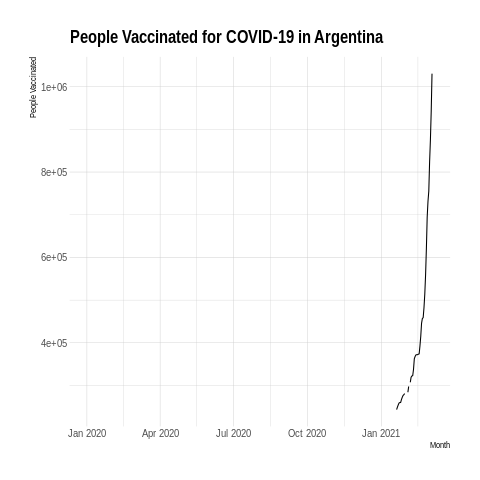 People Vaccinated for COVID-19 in Argentina
People Vaccinated
1e+06
8e+05
6e+05
4e+05
Jan 2020 Apr 2020 Jul 2020 Oct 2020 Jan 2021
Month